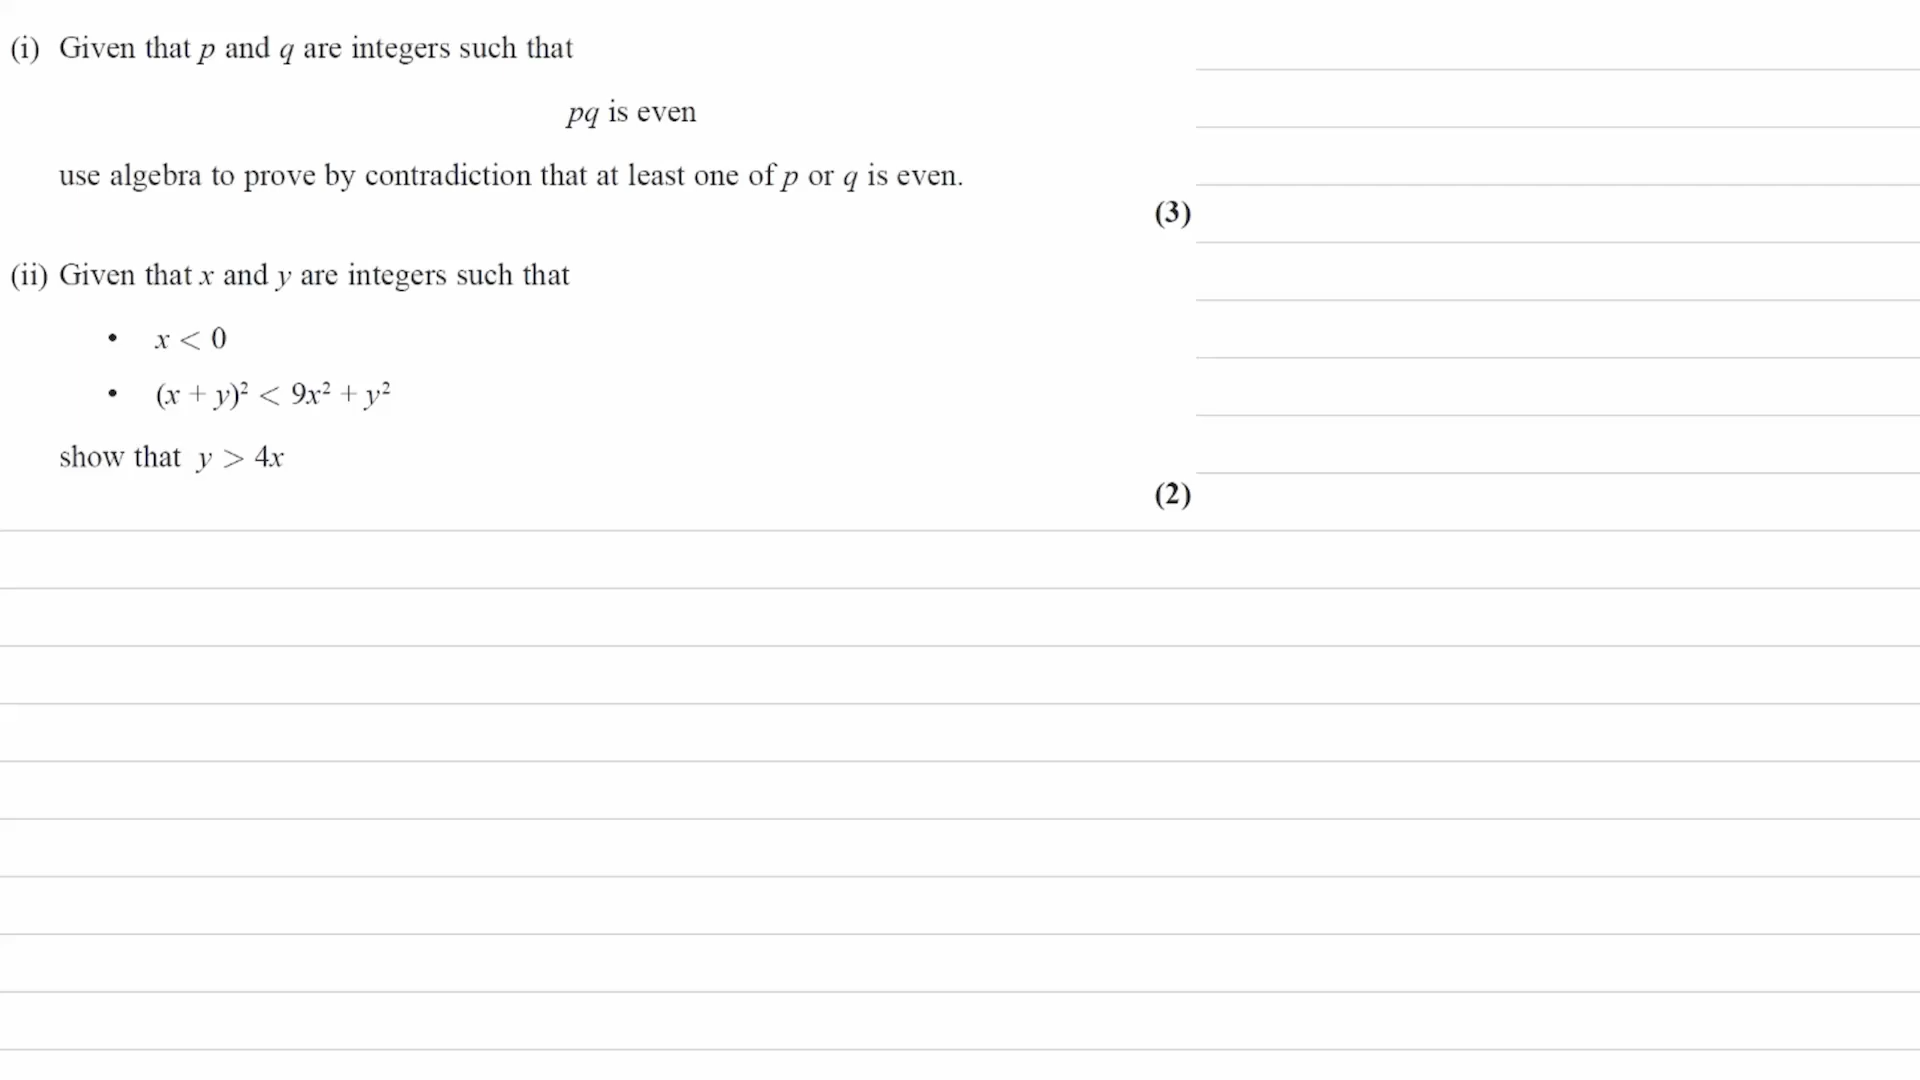 (i) Given that p and q are integers such that
pq is even
use algebra to prove by contradiction that at least one of p or q is even.
(3)
(ii) Given that x and y are integers such that
• x < 0
• (x + y)² < 9x² + y²
show that y > 4x
(2)